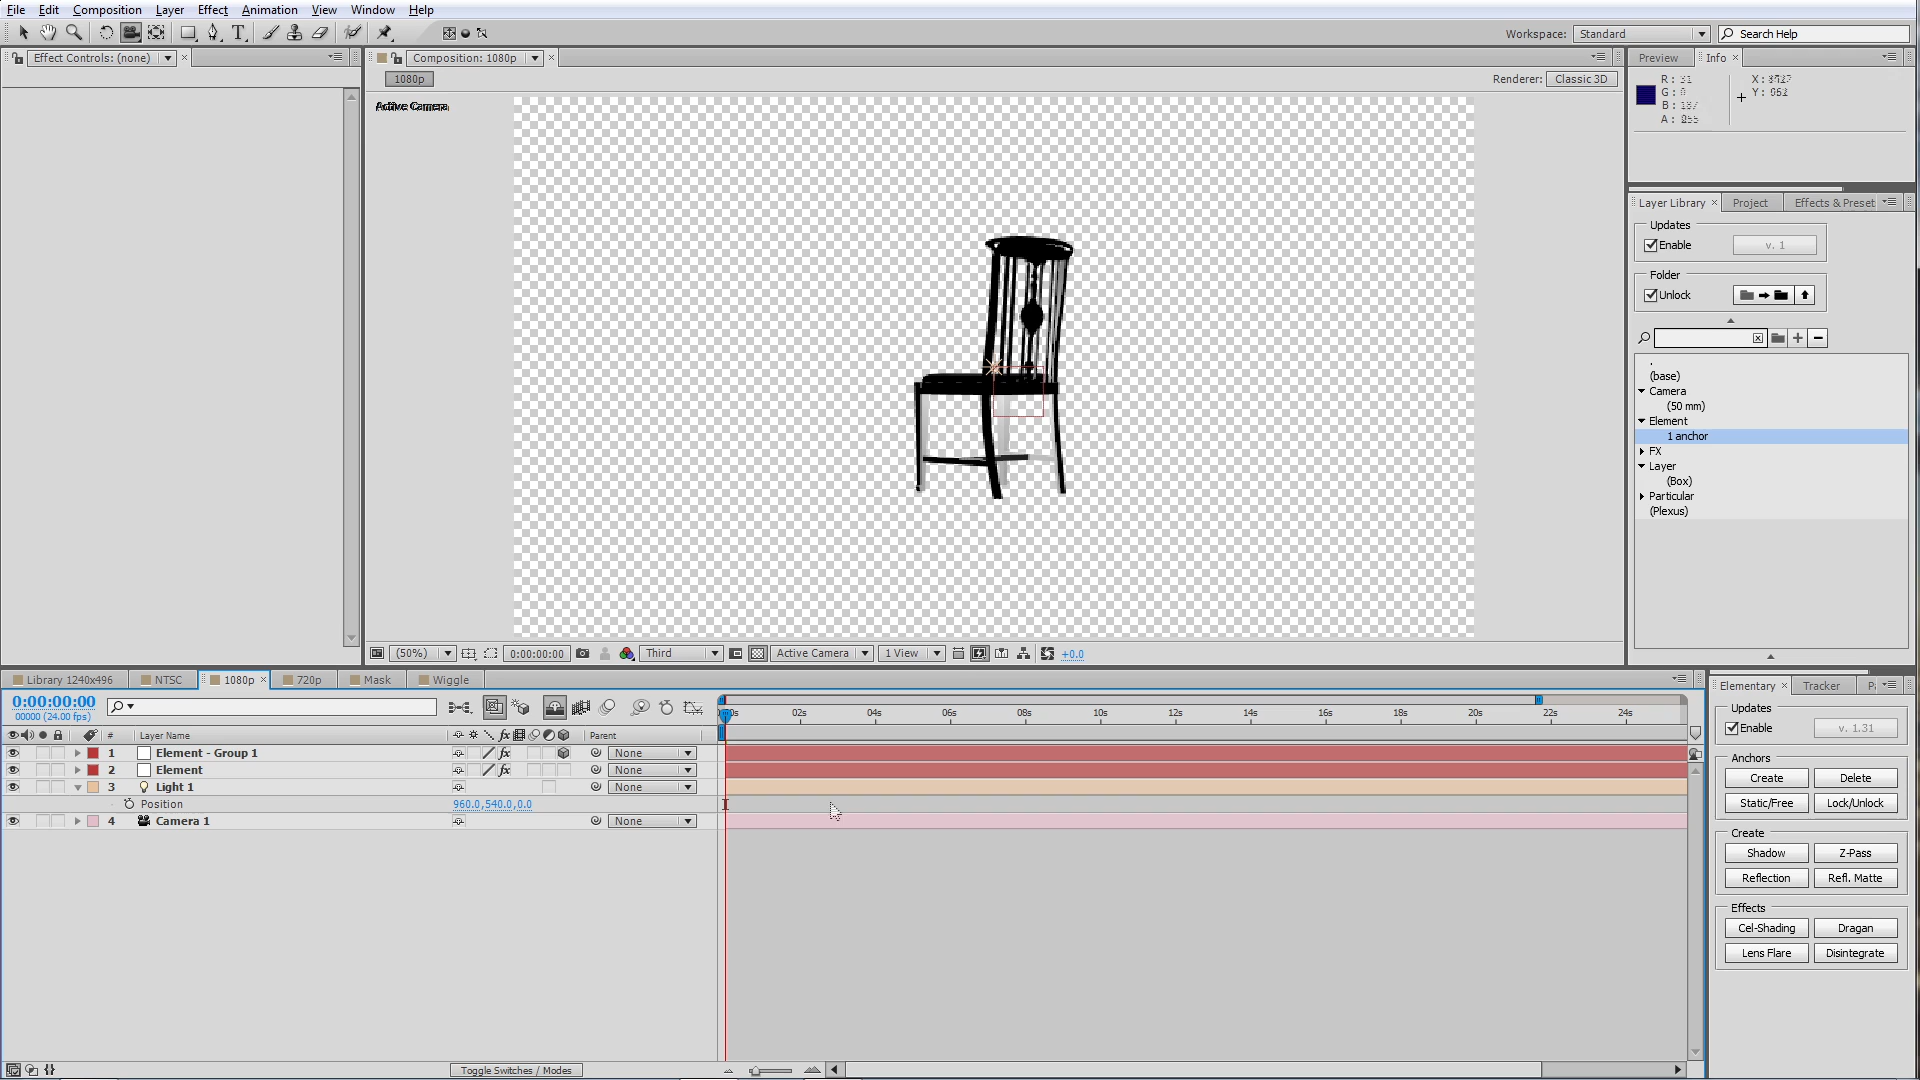 File Edit Composition Layer Effect Animation View Window Help
Workspace: Standard Search Help
Effect Controls: (none)
Composition: 1080p
Preview Info
1080p
Renderer: Classic 3D
Active Camera
R :
G :
B :
A :
X :
Y :
Layer Library Project Effects & Preset
Updates
Enable v. 1
Folder
Unlock
(base)
Camera
(50 mm)
Element
1 anchor
FX
Layer
(Box)
Particular
(Plexus)
(50%) 0:00:00:00 Third Active Camera 1 View +0.0
Library 1240x496 NTSC 1080p 720p Mask Wiggle
0:00:00:00
00000 (24.00 fps)
02s 04s 06s 08s 10s 12s 14s 16s 18s 20s 22s 24s
# Layer Name fx Parent
1 Element - Group 1 fx None
2 Element fx None
3 Light 1 None
Position 960.0,540.0,0.0
4 Camera 1 None
Toggle Switches / Modes
Elementary Tracker
Updates
Enable v. 1.31
Anchors
Create Delete
Static/Free Lock/Unlock
Create
Shadow Z-Pass
Reflection Refl. Matte
Effects
Cel-Shading Dragan
Lens Flare Disintegrate